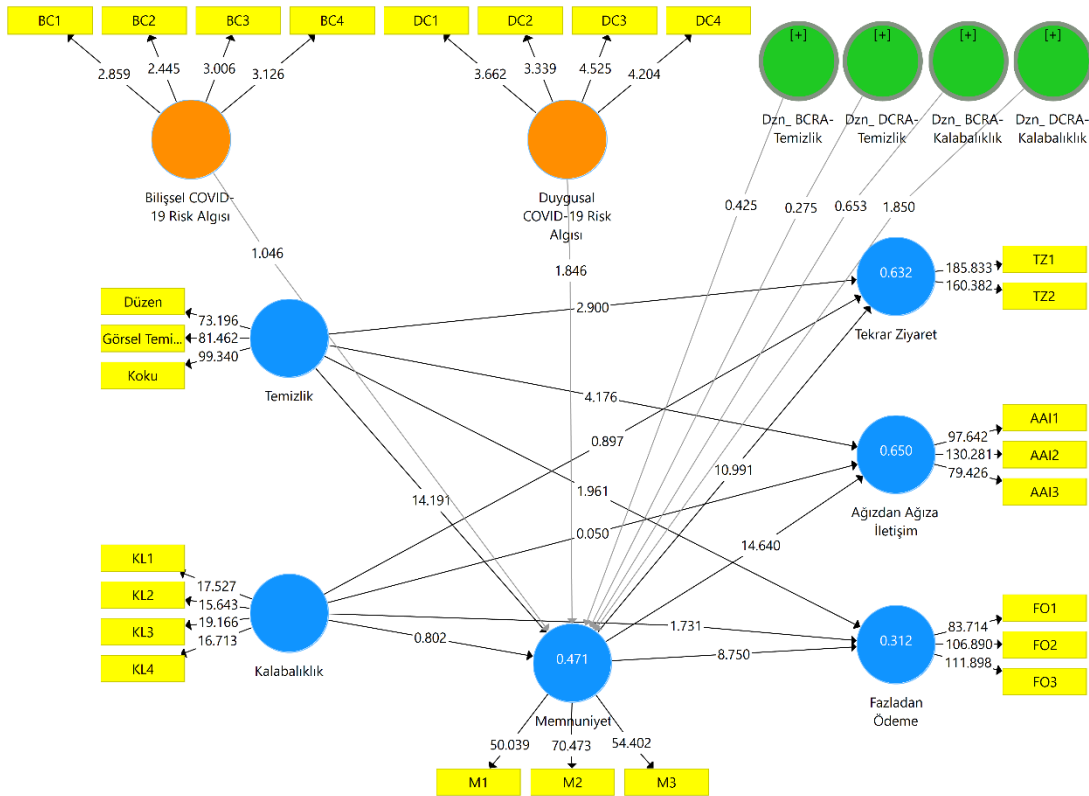 BC1
BC2
BC3
BC4
DC1
DC2
DC3
DC4
[+]
[+]
[+]
[+]
2.859
2.445
3.006
3.126
3.662
3.339
4.525
4.204
Dzn_ BCRA-
Temizlik
Dzn_ DCRA-
Temizlik
Dzn_ BCRA-
Kalabalıklık
Dzn_ DCRA-
Kalabalıklık
Bilişsel COVID-
19 Risk Algısı
Duygusal
COVID-19 Risk
Algısı
0.425
0.275
0.653
1.850
1.046
1.846
Düzen
Görsel Temi...
Koku
73.196
81.462
99.340
Temizlik
2.900
0.632
185.833
160.382
TZ1
TZ2
Tekrar Ziyaret
4.176
0.897
10.991
0.650
97.642
130.281
79.426
AAI1
AAI2
AAI3
Ağızdan Ağıza
İletişim
14.191
1.961
0.050
14.640
KL1
KL2
KL3
KL4
17.527
15.643
19.166
16.713
Kalabalıklık
0.802
1.731
8.750
0.471
Memnuniyet
0.312
83.714
106.890
111.898
FO1
FO2
FO3
Fazladan
Ödeme
50.039
70.473
54.402
M1
M2
M3